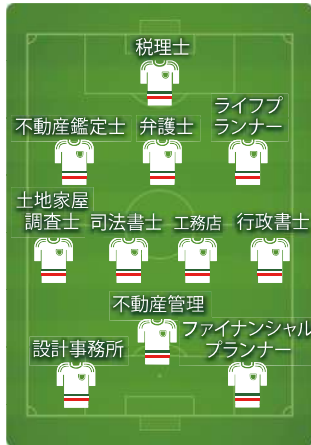 税理士
不動産鑑定士
弁護士
ライフプ
ランナー
土地家屋
調査士
司法書士
工務店
行政書士
不動産管理
設計事務所
ファイナンシャル
プランナー